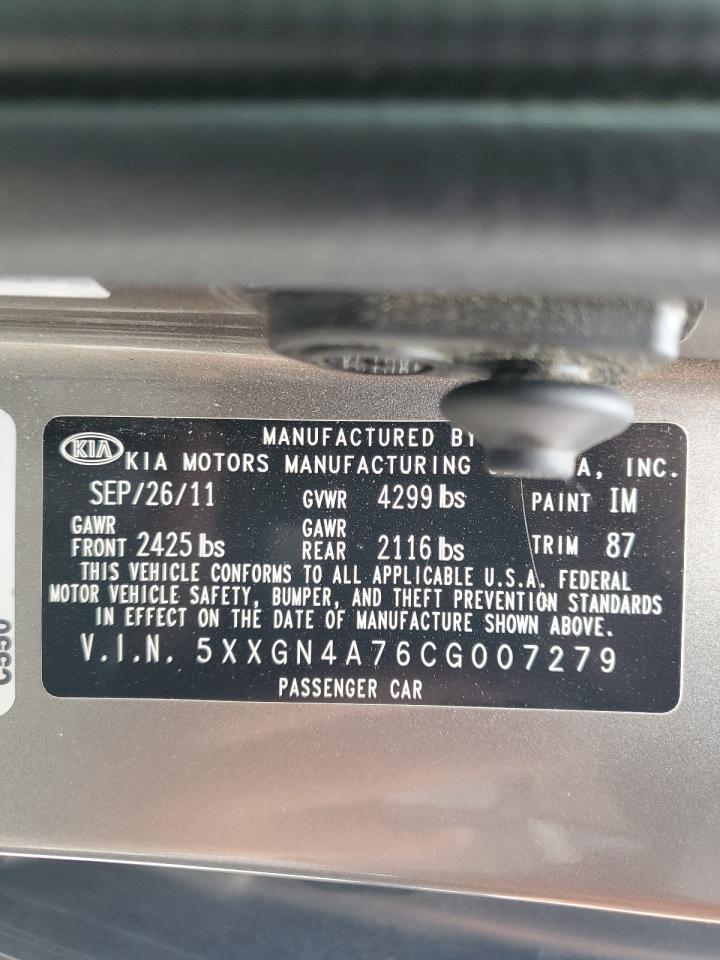 MANUFACTURED BY
KIA
KIA MOTORS MANUFACTURING , INC.
SEP/26/11 GVWR 4299 lbs PAINT IM
GAWR FRONT 2425 lbs GAWR REAR 2116 lbs TRIM 87
THIS VEHICLE CONFORMS TO ALL APPLICABLE U.S.A. FEDERAL
MOTOR VEHICLE SAFETY, BUMPER, AND THEFT PREVENTION STANDARDS
IN EFFECT ON THE DATE OF MANUFACTURE SHOWN ABOVE.
V.I.N. 5XXGN4A76CG007279
PASSENGER CAR